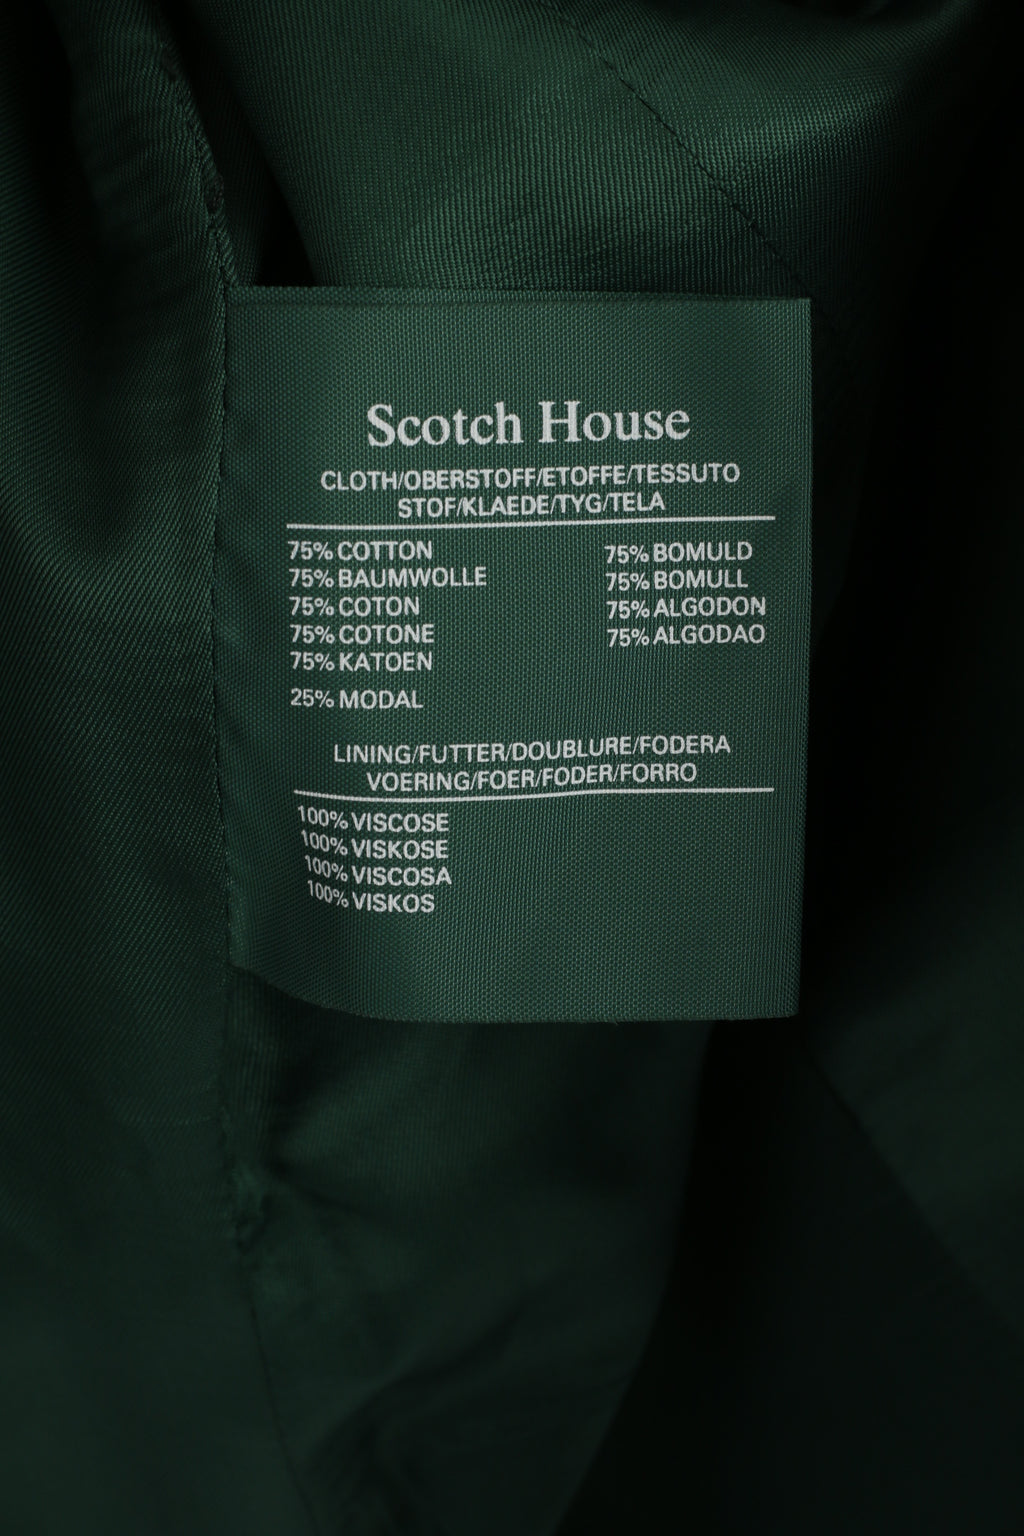 Scotch House
CLOTH/OBERSTOFF/ETOFFE/TESSUTO
STOF/KLAEDE/TYG/TELA
75% COTTON
75% BAUMWOLLE
75% COTON
75% COTONE
75% KATOEN
75% BOMULD
75% BOMULL
75% ALGODON
75% ALGODAO
25% MODAL
LINING/FUTTER/DOUBLURE/FODERA
VOERING/FOER/FODER/FORRO
100% VISCOSE
100% VISKOSE
100% VISCOSA
100% VISKOS